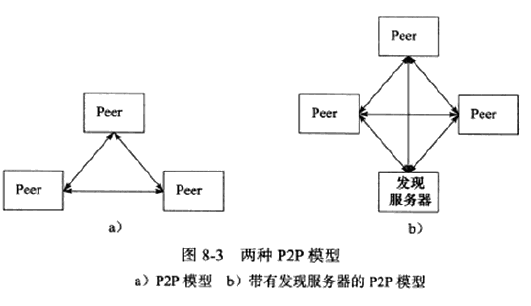 Peer
Peer
Peer
a）
Peer
Peer
Peer
发现
服务器
b）
图 8-3 两种 P2P 模型
a）P2P 模型 b）带有发现服务器的 P2P 模型